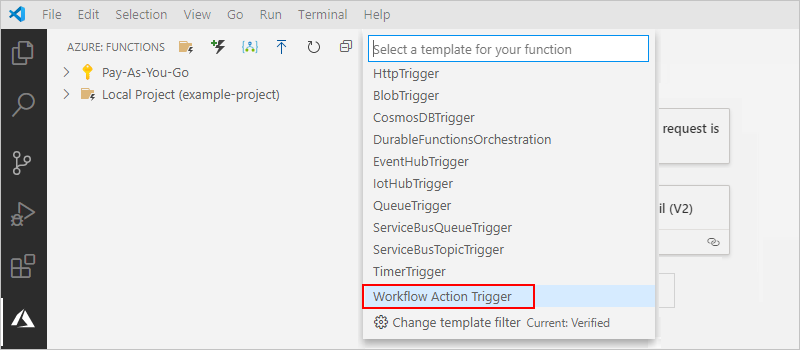 File Edit Selection View Go Run Terminal Help
AZURE: FUNCTIONS
Pay-As-You-Go
Local Project (example-project)
Select a template for your function
HttpTrigger
BlobTrigger
CosmosDBTrigger
DurableFunctionsOrchestration
EventHubTrigger
IotHubTrigger
QueueTrigger
ServiceBusQueueTrigger
ServiceBusTopicTrigger
TimerTrigger
Workflow Action Trigger
Change template filter Current: Verified
request is
il (V2)